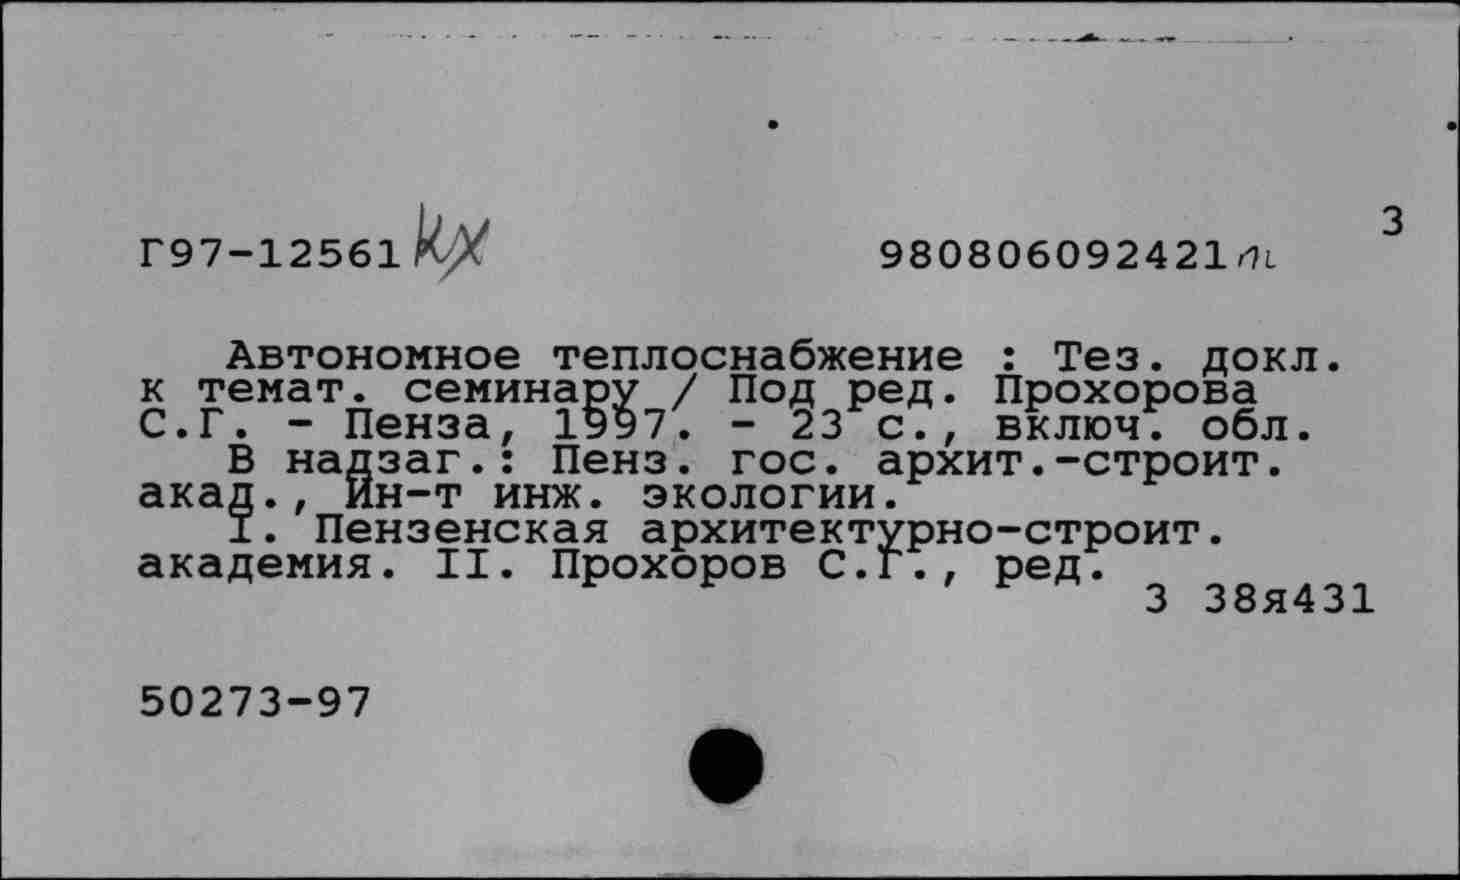 3
Г97-12561 кх
980806092421
Автономное теплоснабжение : Тез. докл.
к темат. семинару / Под ред. Прохорова
С.Г. - Пенза, 1997. - 23 с., включ. обл.
В надзаг.: Пенз. гос. архит.-строит.
акад., Ин-т инж. экологии.
I. Пензенская архитектурно-строит.
академия. II. Прохоров С.Г., ред.
3 38я431
50273-97